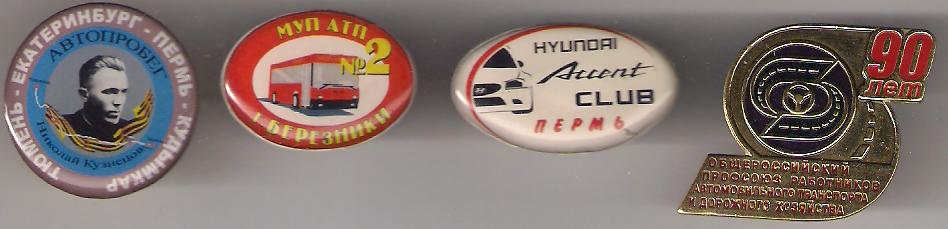 ТЮМЕНЬ - ЕКАТЕРИНБУРГ - ПЕРМЬ - КУДЫМКАР
АВТОПРОБЕГ
Николай Кузнецов
МУП АТП
№2
г. БЕРЕЗНИКИ
HYUNDAI
Accent
CLUB
ПЕРМЬ
90
лет
ОБЩЕРОССИЙСКИЙ
ПРОФСОЮЗ РАБОТНИКОВ
АВТОМОБИЛЬНОГО ТРАНСПОРТА
И ДОРОЖНОГО ХОЗЯЙСТВА